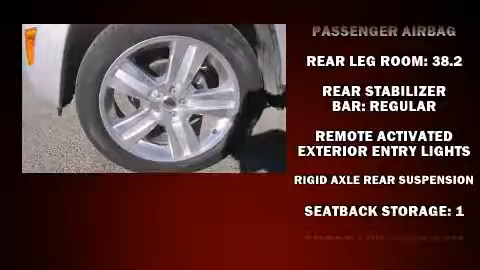 PASSENGER AIRBAG
REAR LEG ROOM: 38.2
REAR STABILIZER
BAR: REGULAR
REMOTE ACTIVATED
EXTERIOR ENTRY LIGHTS
RIGID AXLE REAR SUSPENSION
SEATBACK STORAGE: 1